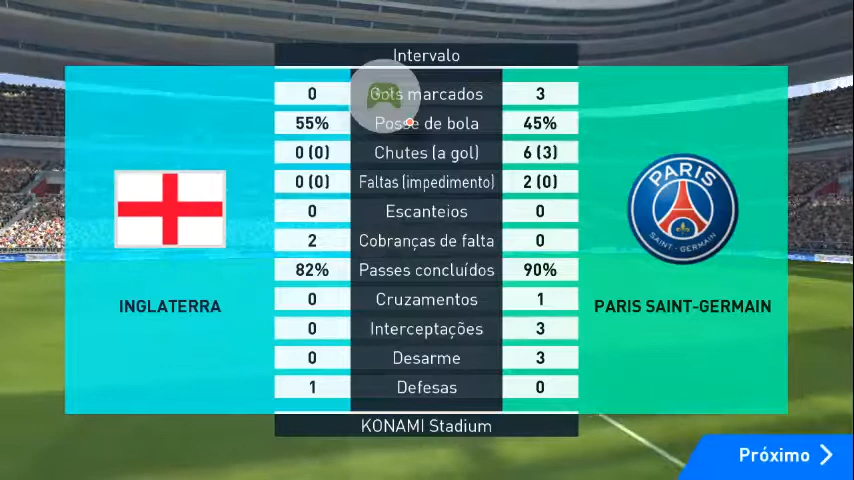 Intervalo
0 Gols marcados 3
55% Posse de bola 45%
0 (0) Chutes (a gol) 6 (3)
0 (0) Faltas (impedimento) 2 (0)
0 Escanteios 0
2 Cobranças de falta 0
82% Passes concluídos 90%
0 Cruzamentos 1
0 Interceptações 3
0 Desarme 3
1 Defesas 0
INGLATERRA
PARIS
SAINT-GERMAIN
PARIS SAINT-GERMAIN
KONAMI Stadium
Próximo